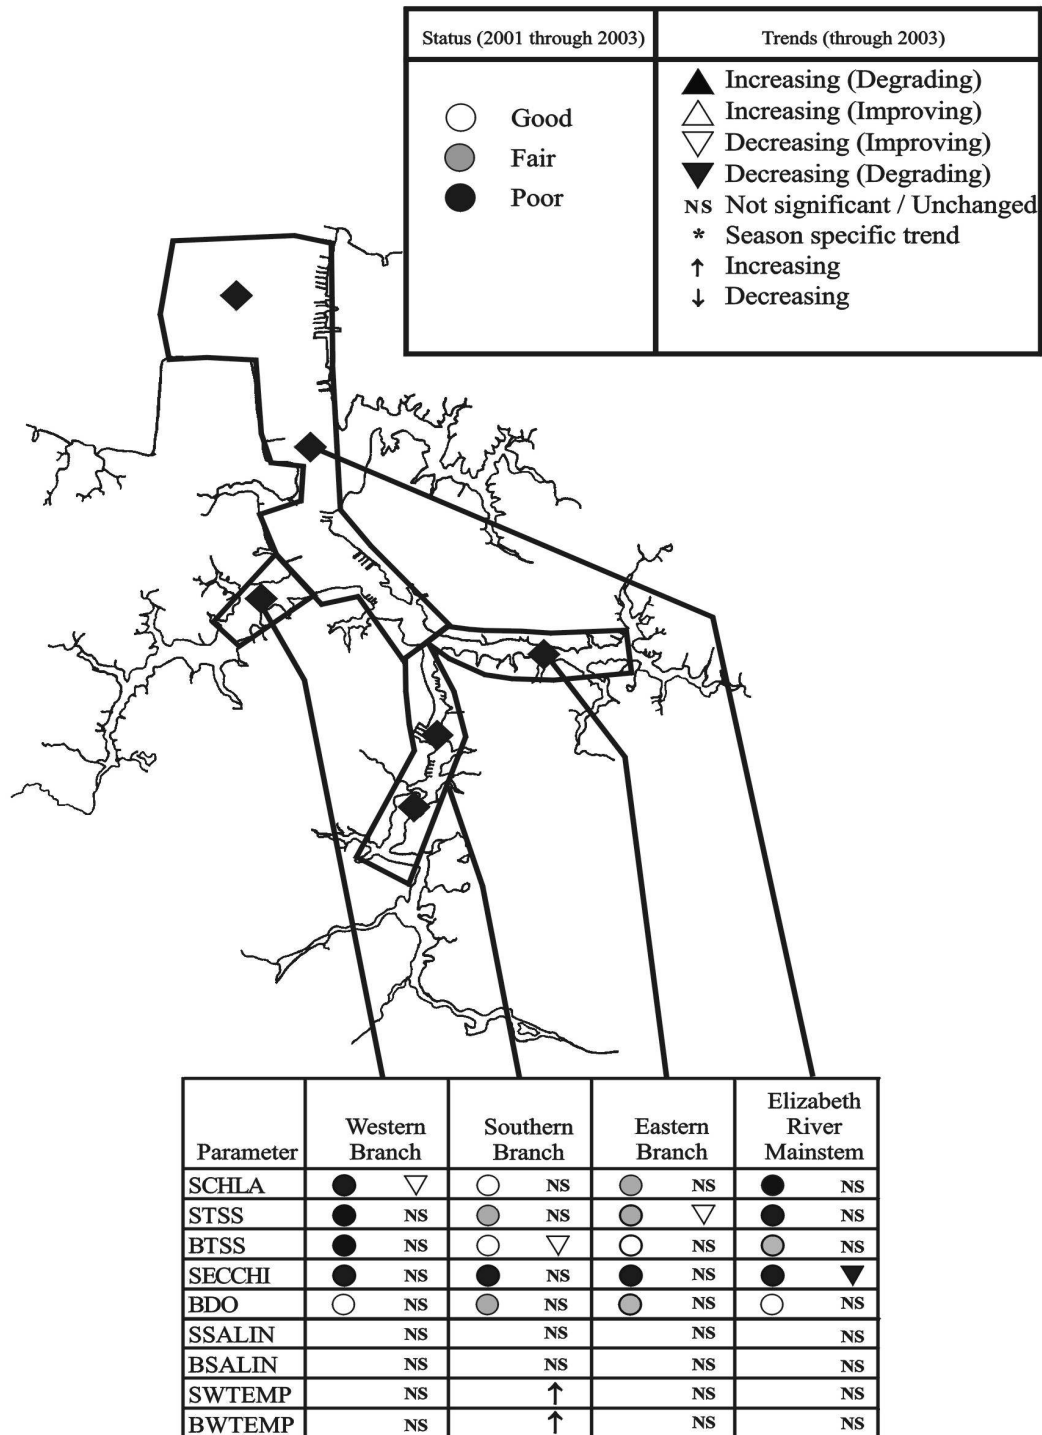 Status (2001 through 2003) Trends (through 2003)
Good
Fair
Poor
Increasing (Degrading)
Increasing (Improving)
Decreasing (Improving)
Decreasing (Degrading)
NS Not significant / Unchanged
* Season specific trend
↑ Increasing
↓ Decreasing
Parameter Western Branch Southern Branch Eastern Branch Elizabeth River Mainstem
SCHLA NS NS NS
STSS NS NS NS
BTSS NS NS NS
SECCHI NS NS NS
BDO NS NS NS NS
SSALIN NS NS NS NS
BSALIN NS NS NS NS
SWTEMP NS ↑ NS NS
BWTEMP NS ↑ NS NS